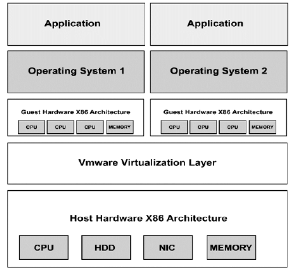 Application Application
Operating System 1 Operating System 2
Guest Hardware X86 Architecture Guest Hardware X86 Architecture
CPU CPU CPU MEMORY CPU CPU CPU MEMORY
Vmware Virtualization Layer
Host Hardware X86 Architecture
CPU HDD NIC MEMORY